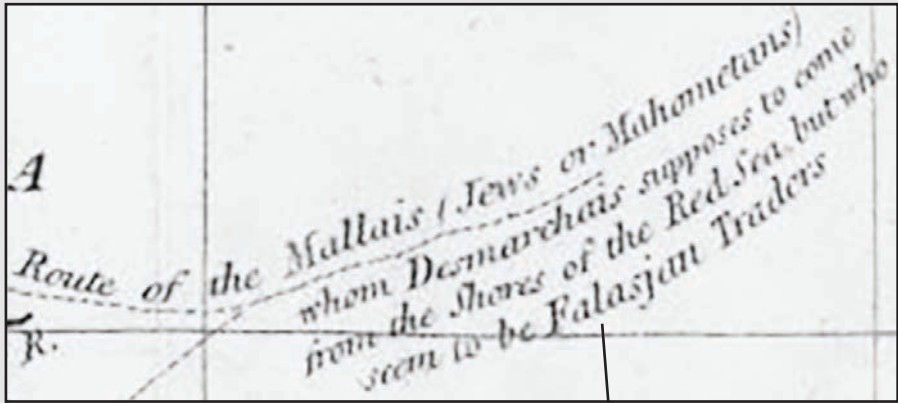 A
Route of the Mallais (Jews or Mahometans)
whom Desmarchais supposes to come
from the Shores of the Red Sea, but who
seem to be Falasjan Traders
R.